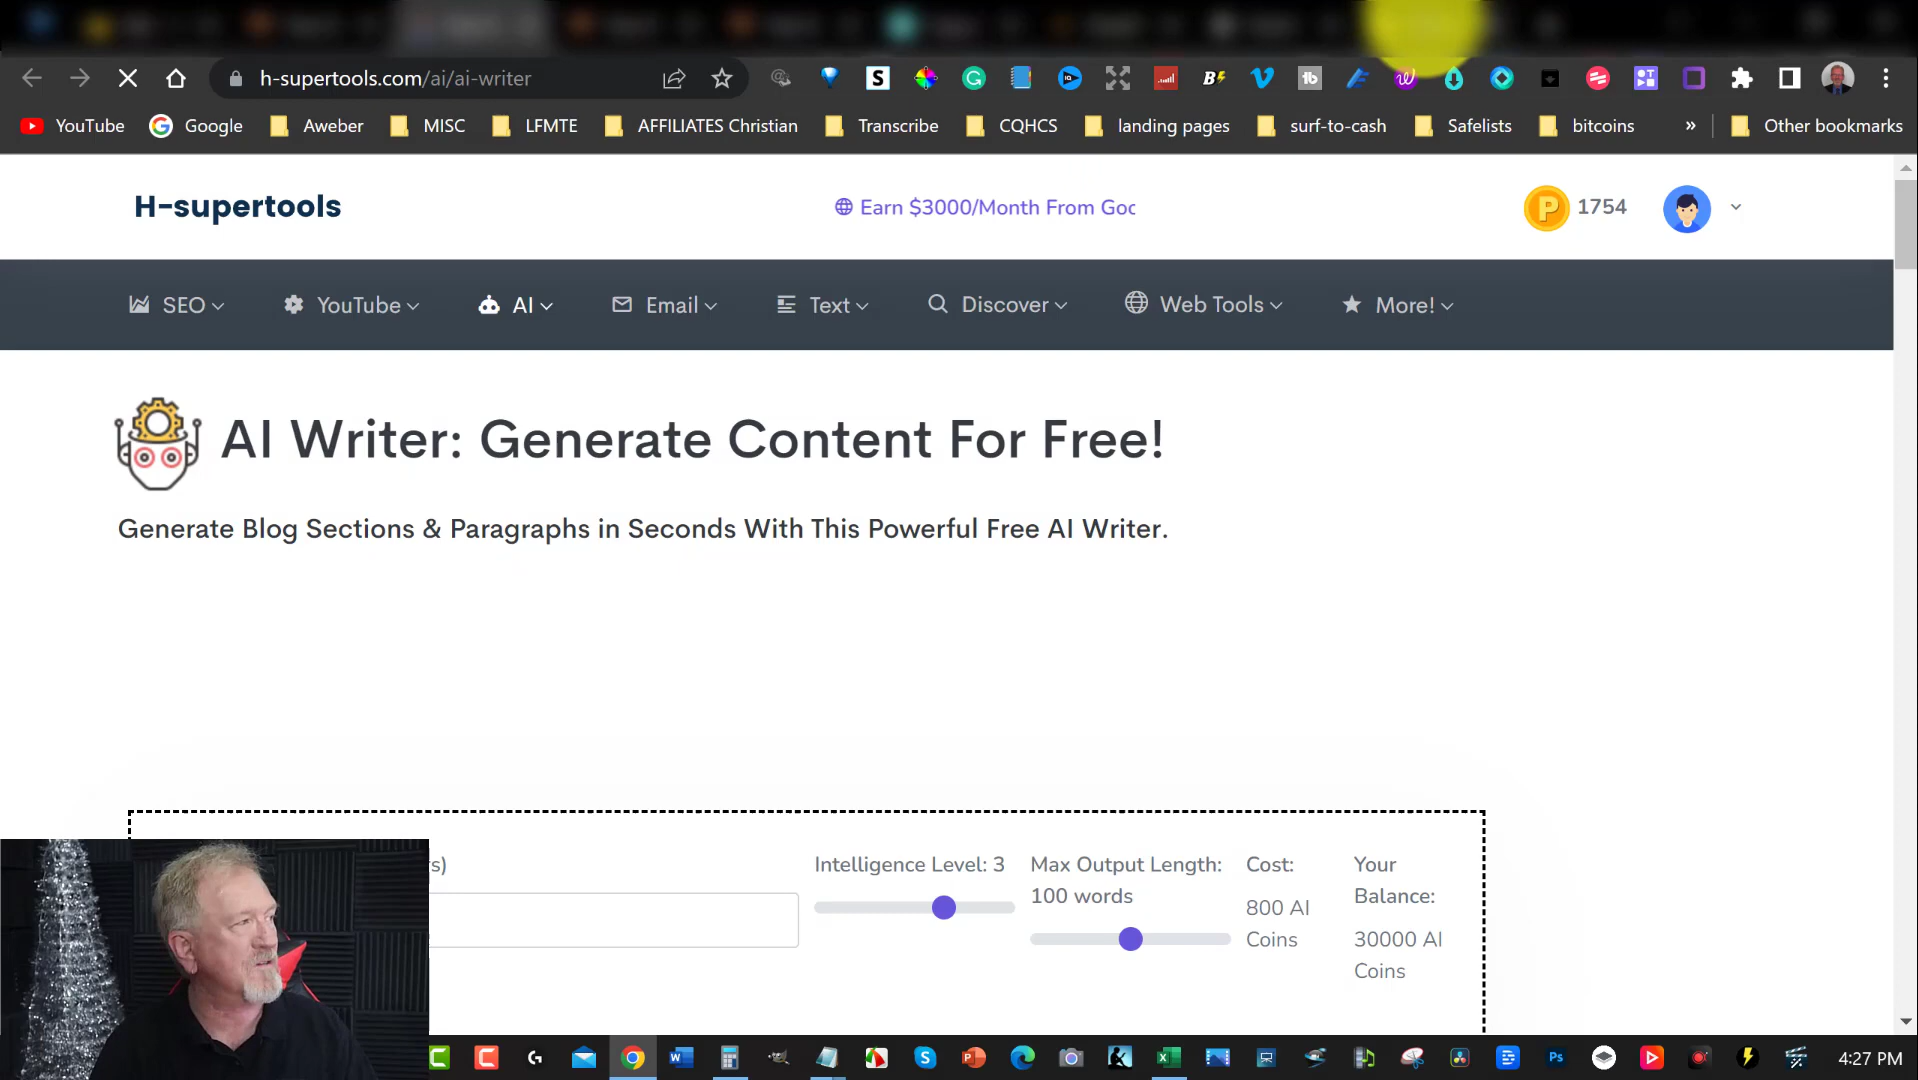 h-supertools.com/ai/ai-writer
YouTube Google Aweber MISC LFMTE AFFILIATES Christian Transcribe CQHCS landing pages surf-to-cash Safelists bitcoins » Other bookmarks
H-supertools
Earn $3000/Month From Goc
P 1754
SEO YouTube AI Email Text Discover Web Tools More!
AI Writer: Generate Content For Free!
Generate Blog Sections & Paragraphs in Seconds With This Powerful Free AI Writer.
s)
Intelligence Level: 3
Max Output Length:
100 words
Cost:
800 AI
Coins
Your
Balance:
30000 AI
Coins
4:27 PM